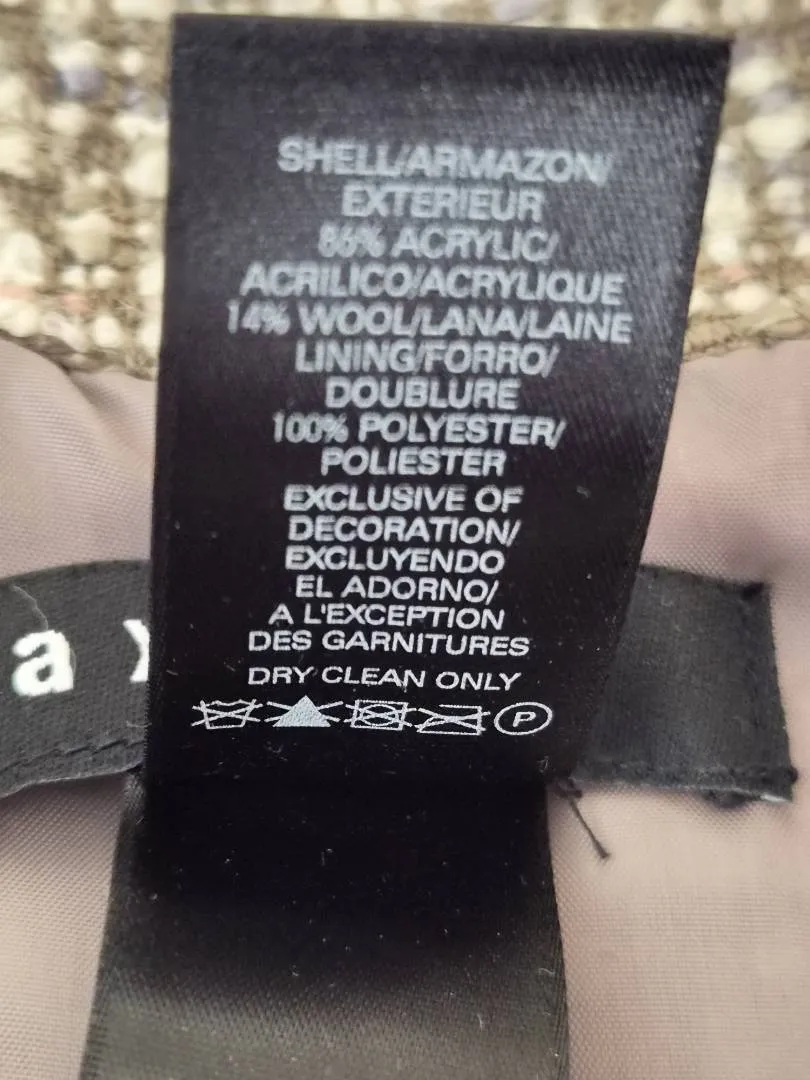 SHELL/ARMAZON/
EXTERIEUR
86% ACRYLIC/
ACRILICO/ACRYLIQUE
14% WOOL/LANA/LAINE
LINING/FORRO/
DOUBLURE
100% POLYESTER/
POLIESTER
EXCLUSIVE OF
DECORATION/
EXCLUYENDO
EL ADORNO/
A L'EXCEPTION
DES GARNITURES
DRY CLEAN ONLY
P
a